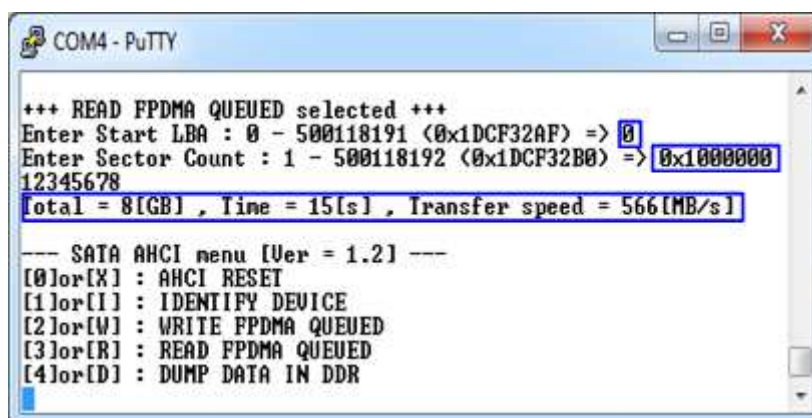 COM4 - PuTTY
+++ READ FPDMA QUEUED selected +++
Enter Start LBA : 0 - 500118191 (0x1DCF32AF) => 0
Enter Sector Count : 1 - 500118192 (0x1DCF32B0) => 0x1000000
12345678
Total = 8[GB] , Time = 15[s] , Transfer speed = 566[MB/s]
--- SATA AHCI menu [Ver = 1.2] ---
[0]or[X] : AHCI RESET
[1]or[I] : IDENTIFY DEVICE
[2]or[W] : WRITE FPDMA QUEUED
[3]or[R] : READ FPDMA QUEUED
[4]or[D] : DUMP DATA IN DDR